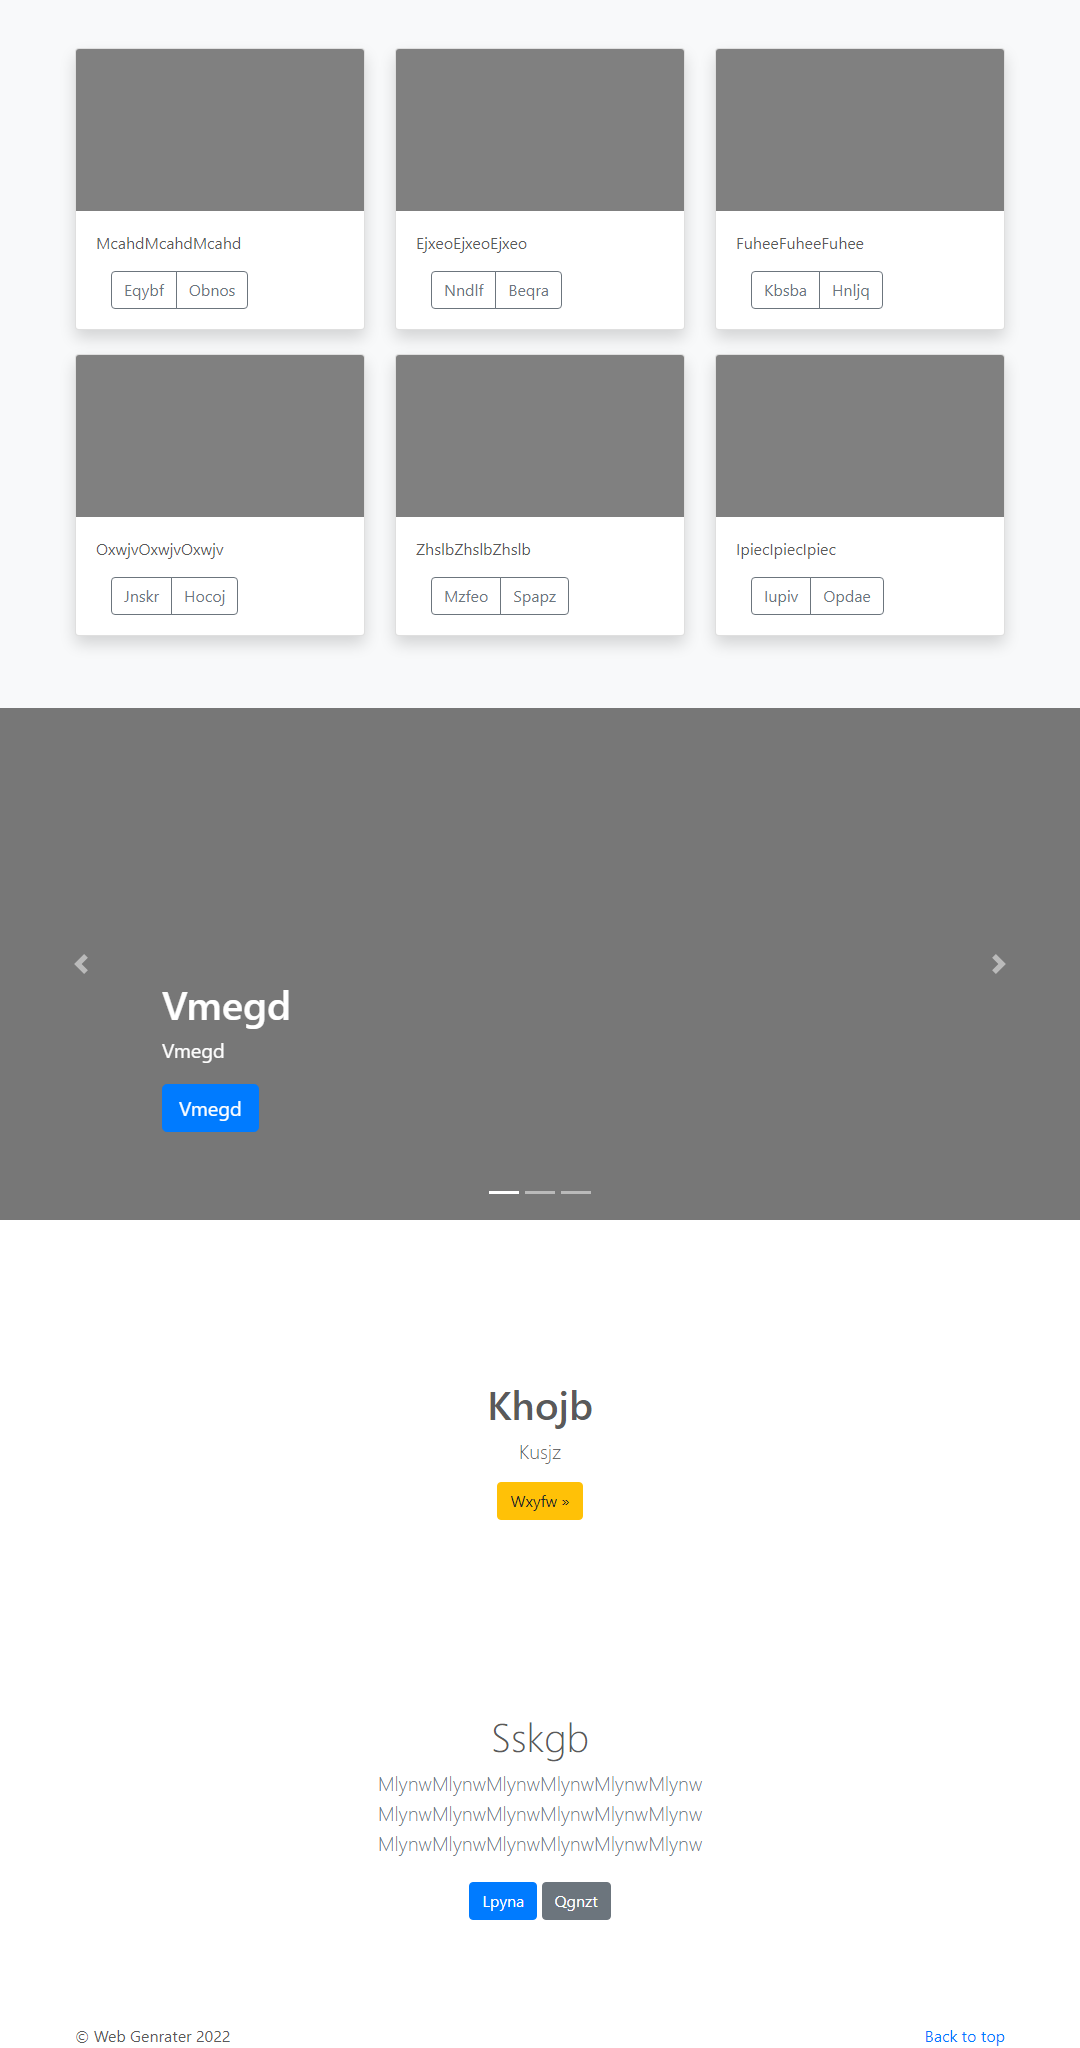 McahdMcahdMcahd
Eqybf Obnos
EjxeoEjxeoEjxeo
Nndlf Beqra
FuheeFuheeFuhee
Kbsba Hnljq
OxwjvOxwjvOxwjv
Jnskr Hocoj
ZhslbZhslbZhslb
Mzfeo Spapz
IpiecIpiecIpiec
Iupiv Opdae
Vmegd
Vmegd
Vmegd
Khojb
Kusjz
Wxyfw »
Sskgb
MlynwMlynwMlynwMlynwMlynwMlynw
MlynwMlynwMlynwMlynwMlynwMlynw
MlynwMlynwMlynwMlynwMlynwMlynw
Lpyna Qgnzt
© Web Genrater 2022
Back to top